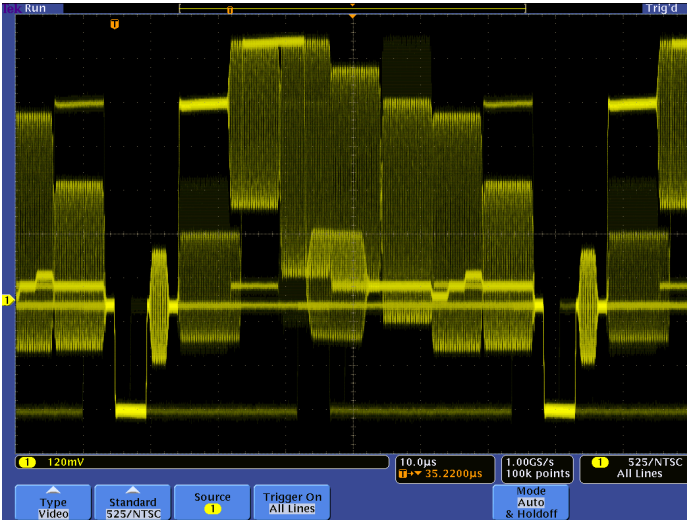 Tek Run Trig'd
T
T
1
1 120mV
10.0µs
T→▾ 35.2200µs
1.00GS/s
100k points
1 525/NTSC
All Lines
Type
Video
Standard
525/NTSC
Source
1
Trigger On
All Lines
Mode
Auto
& Holdoff